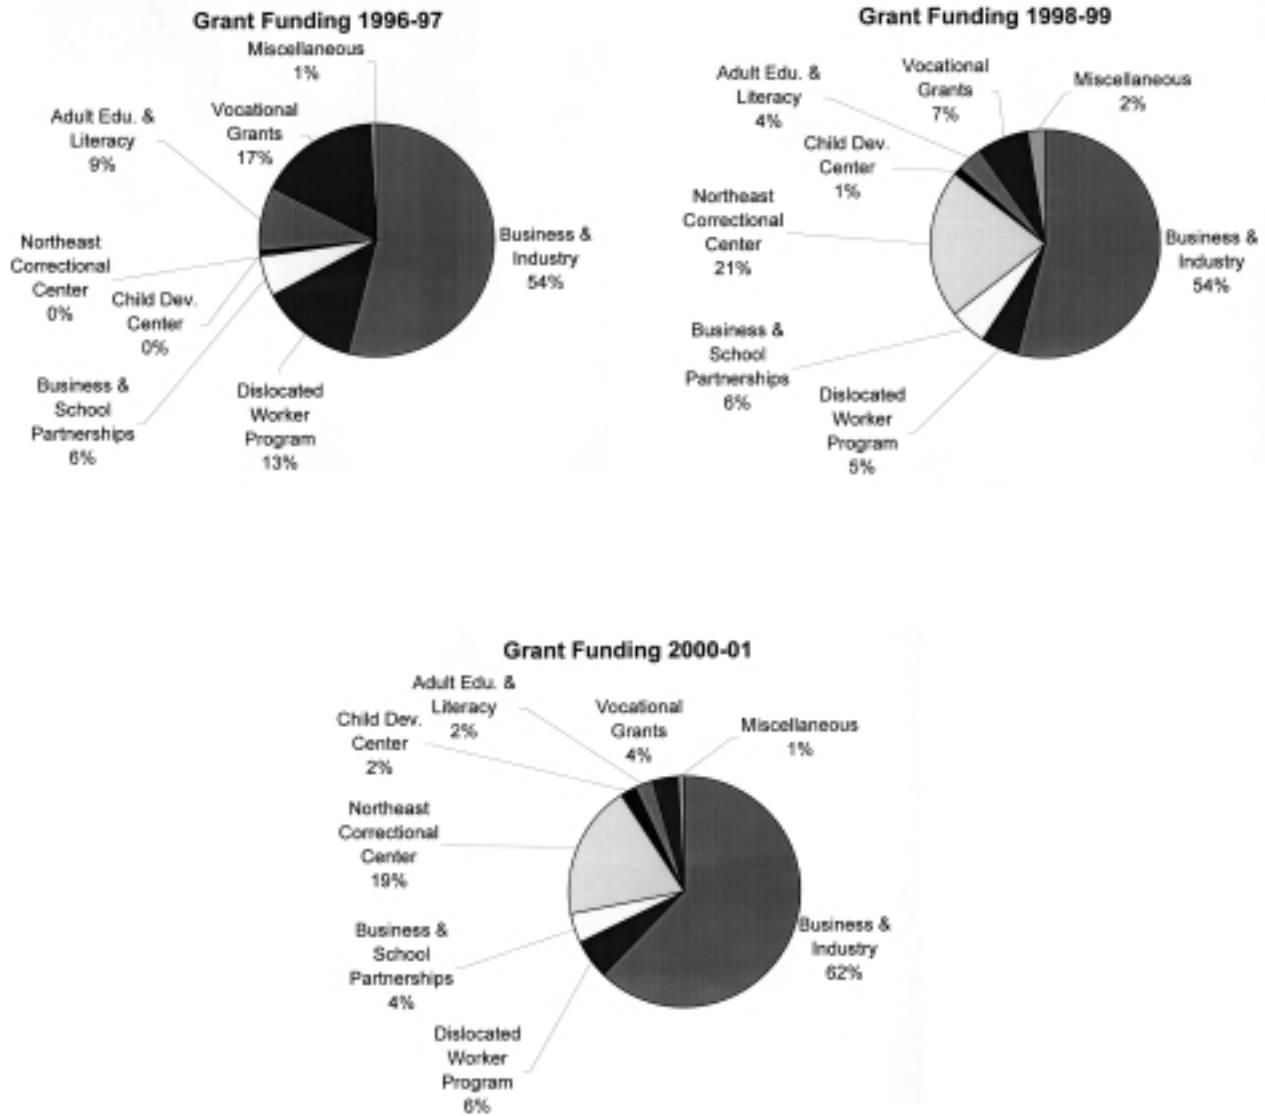 Grant Funding 1996-97
Miscellaneous
1%
Vocational
Grants
17%
Adult Edu. &
Literacy
9%
Northeast
Correctional
Center
0%
Child Dev.
Center
0%
Business &
School
Partnerships
6%
Dislocated
Worker
Program
13%
Business &
Industry
54%
Grant Funding 1998-99
Vocational
Grants
7%
Miscellaneous
2%
Adult Edu. &
Literacy
4%
Child Dev.
Center
1%
Northeast
Correctional
Center
21%
Business &
School
Partnerships
6%
Dislocated
Worker
Program
5%
Business &
Industry
54%
Grant Funding 2000-01
Adult Edu. &
Literacy
2%
Vocational
Grants
4%
Miscellaneous
1%
Child Dev.
Center
2%
Northeast
Correctional
Center
19%
Business &
School
Partnerships
4%
Dislocated
Worker
Program
6%
Business &
Industry
62%